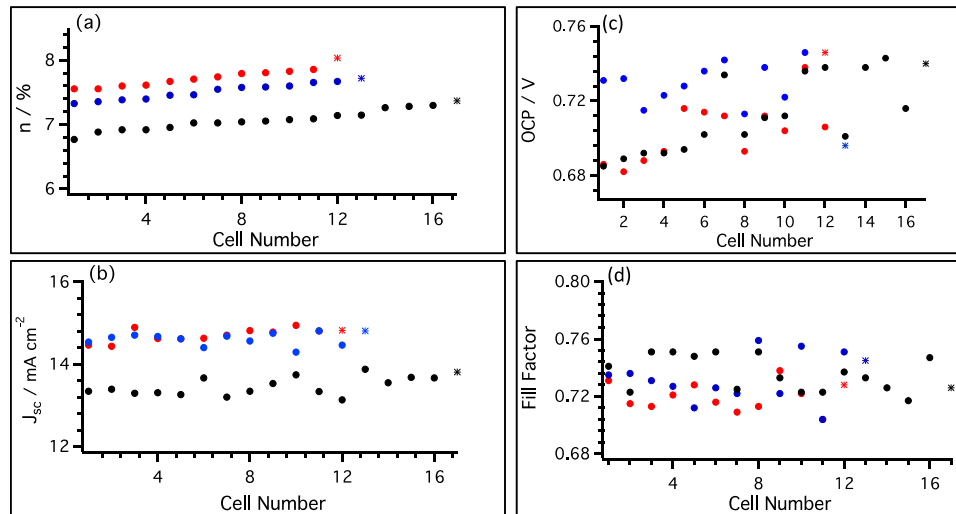 (a)
n / %
8
7
6
4
8
12
16
Cell Number
(c)
OCP / V
0.76
0.72
0.68
2
4
6
8
10
12
14
16
Cell Number
(b)
J_sc / mA cm⁻²
16
14
12
4
8
12
16
Cell Number
(d)
Fill Factor
0.80
0.76
0.72
0.68
4
8
12
16
Cell Number